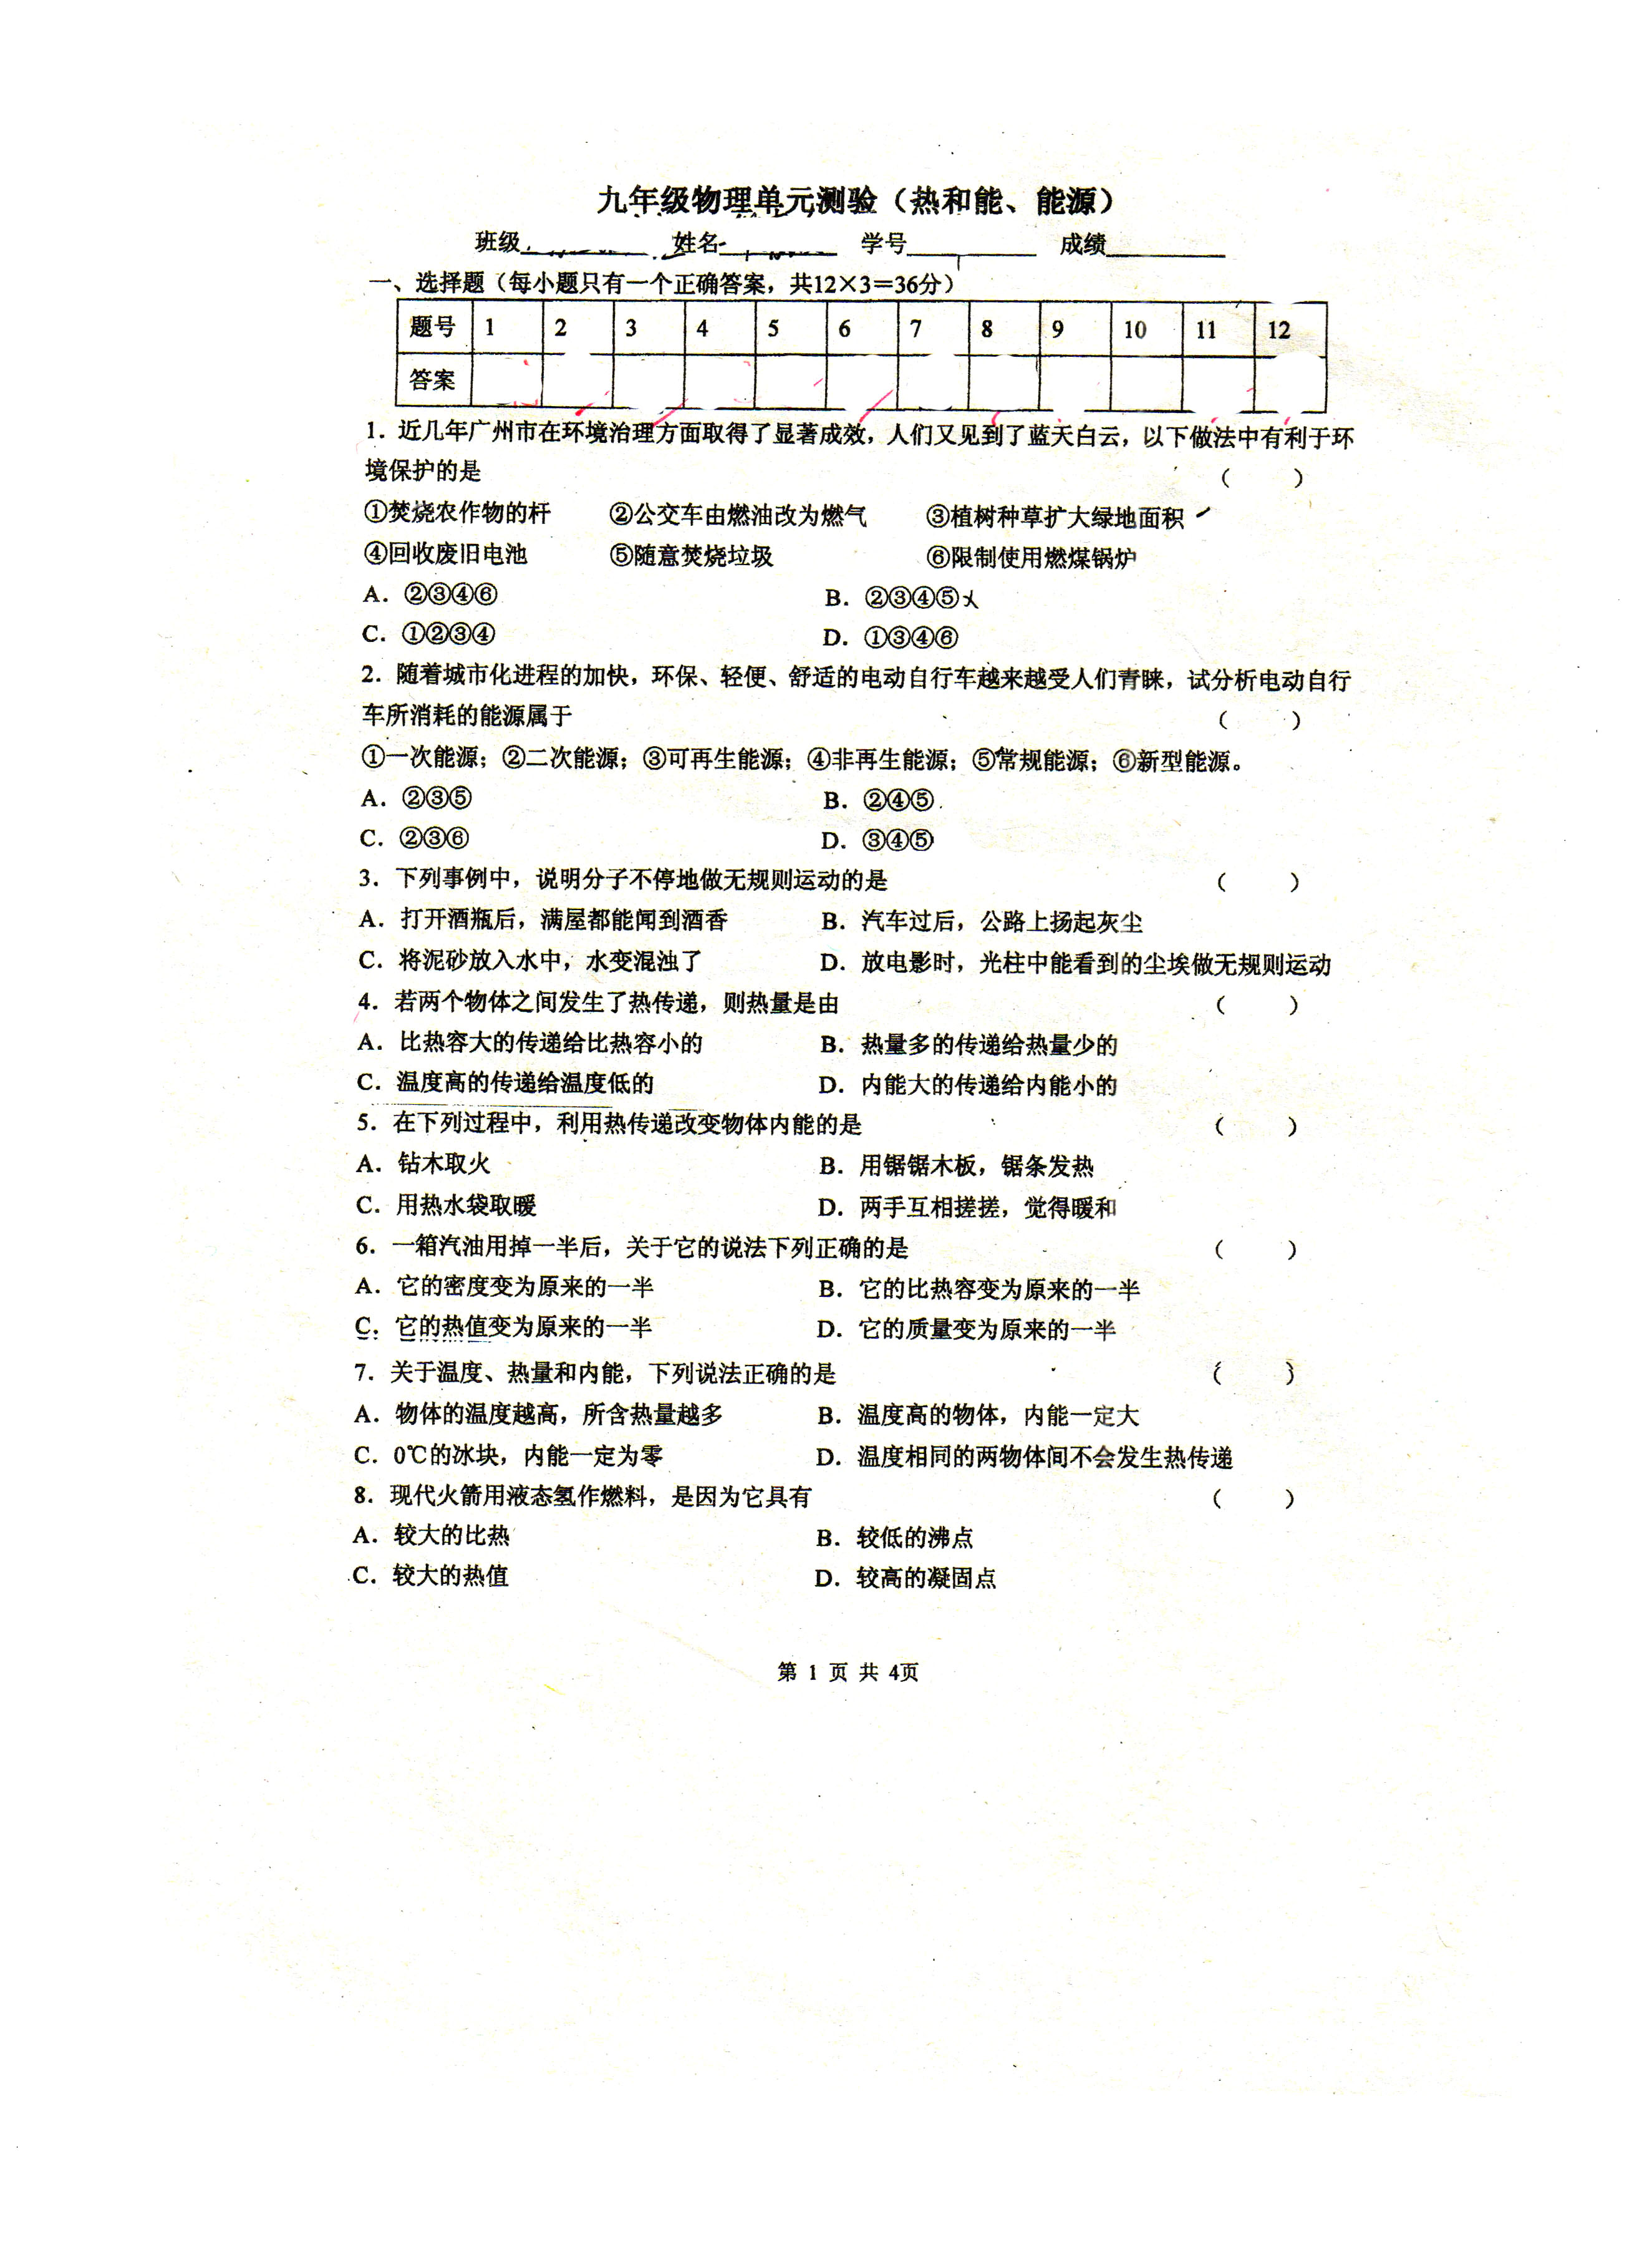 九年级物理单元测验（热和能、能源）
班级 姓名 学号 成绩
一、选择题（每小题只有一个正确答案，共12×3＝36分）
题号 1 2 3 4 5 6 7 8 9 10 11 12
答案
1．近几年广州市在环境治理方面取得了显著成效，人们又见到了蓝天白云，以下做法中有利于环
境保护的是 （ ）
①焚烧农作物的杆 ②公交车由燃油改为燃气 ③植树种草扩大绿地面积
④回收废旧电池 ⑤随意焚烧垃圾 ⑥限制使用燃煤锅炉
A．②③④⑥ B．②③④⑤
C．①②③④ D．①③④⑥
2．随着城市化进程的加快，环保、轻便、舒适的电动自行车越来越受人们青睐，试分析电动自行
车所消耗的能源属于 （ ）
①一次能源；②二次能源；③可再生能源；④非再生能源；⑤常规能源；⑥新型能源。
A．②③⑤ B．②④⑤
C．②③⑥ D．③④⑤
3．下列事例中，说明分子不停地做无规则运动的是 （ ）
A．打开酒瓶后，满屋都能闻到酒香 B．汽车过后，公路上扬起灰尘
C．将泥砂放入水中，水变混浊了 D．放电影时，光柱中能看到的尘埃做无规则运动
4．若两个物体之间发生了热传递，则热量是由 （ ）
A．比热容大的传递给比热容小的 B．热量多的传递给热量少的
C．温度高的传递给温度低的 D．内能大的传递给内能小的
5．在下列过程中，利用热传递改变物体内能的是 （ ）
A．钻木取火 B．用锯锯木板，锯条发热
C．用热水袋取暖 D．两手互相搓搓，觉得暖和
6．一箱汽油用掉一半后，关于它的说法下列正确的是 （ ）
A．它的密度变为原来的一半 B．它的比热容变为原来的一半
C．它的热值变为原来的一半 D．它的质量变为原来的一半
7．关于温度、热量和内能，下列说法正确的是 （ ）
A．物体的温度越高，所含热量越多 B．温度高的物体，内能一定大
C．0℃的冰块，内能一定为零 D．温度相同的两物体间不会发生热传递
8．现代火箭用液态氢作燃料，是因为它具有 （ ）
A．较大的比热 B．较低的沸点
C．较大的热值 D．较高的凝固点
第 1 页 共 4页